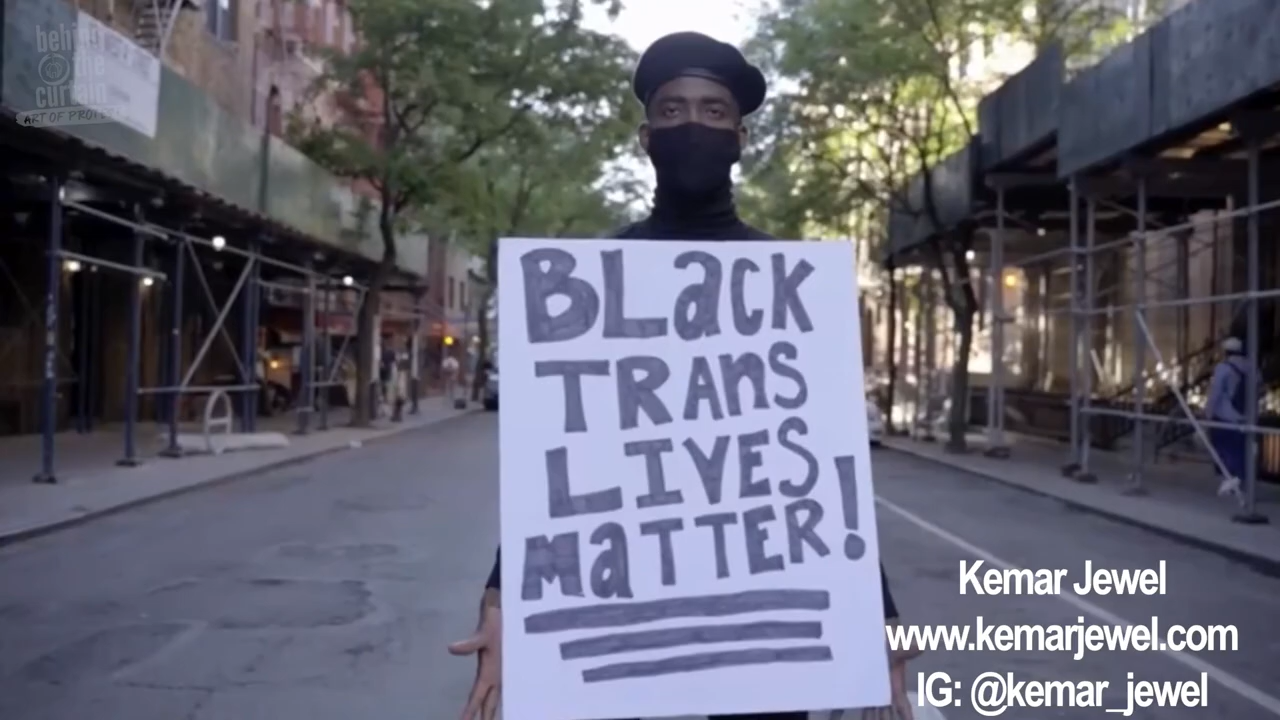 behind
the
curtain
ART OF PROTEST
BLacK
TRANS
LIVES
MaTTER!
Kemar Jewel
www.kemarjewel.com
IG: @kemar_jewel